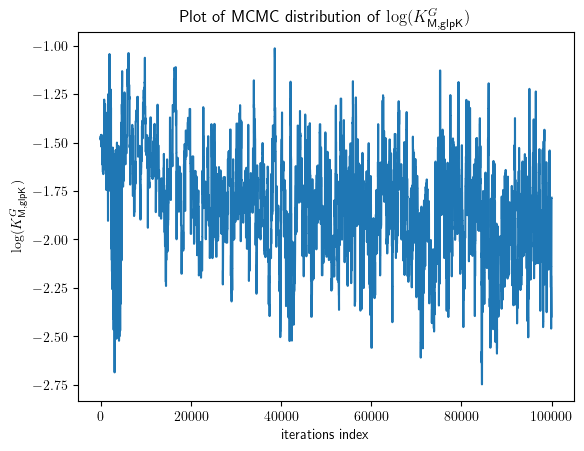 Plot of MCMC distribution of log(K^G_M,glpK)
−1.00
−1.25
−1.50
−1.75
−2.00
−2.25
−2.50
−2.75
log(K^G_M,glpK)
0 20000 40000 60000 80000 100000
iterations index